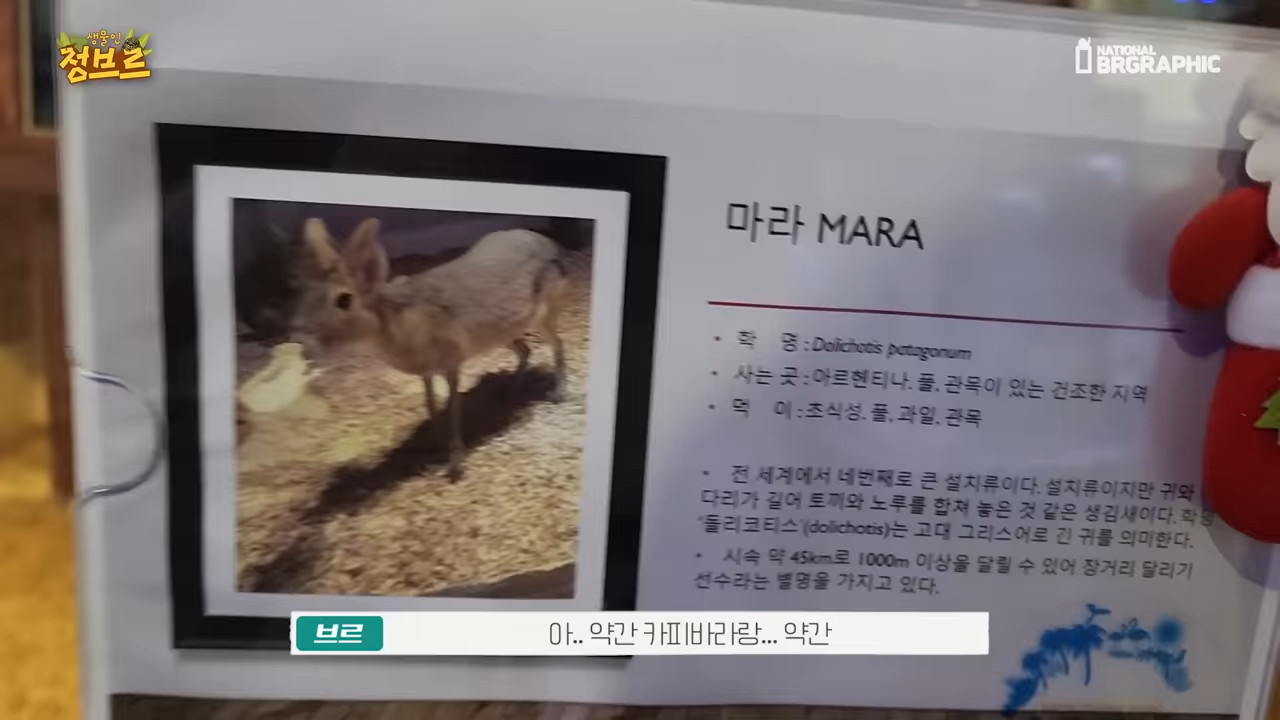 생물인
점브르
NATIONAL
BRGRAPHIC
마라 MARA
• 학 명 : Dolichotis patagonum
• 사는 곳 : 아르헨티나. 풀, 관목이 있는 건조한 지역
• 먹 이 : 초식성. 풀, 과일, 관목
• 전 세계에서 네번째로 큰 설치류이다. 설치류이지만 귀와
다리가 길어 토끼와 노루를 합쳐 놓은 것 같은 생김새이다. 학명
'돌리코티스'(dolichotis)는 고대 그리스어로 긴 귀를 의미한다.
• 시속 약 45km로 1000m 이상을 달릴 수 있어 장거리 달리기
선수라는 별명을 가지고 있다.
브르 아.. 약간 카피바라랑... 약간